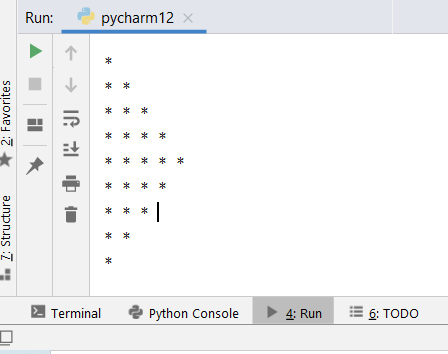 Run: pycharm12
*
* *
* * *
* * * *
* * * * *
* * * *
* * *
* *
*
2: Favorites
7: Structure
Terminal Python Console 4: Run 6: TODO